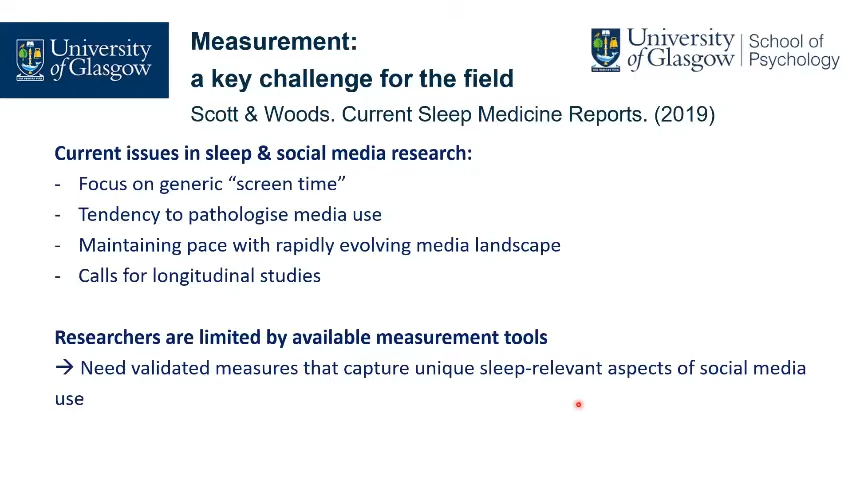 University
of Glasgow
Measurement:
a key challenge for the field
Scott & Woods. Current Sleep Medicine Reports. (2019)
University
of Glasgow
School of
Psychology
Current issues in sleep & social media research:
- Focus on generic “screen time”
- Tendency to pathologise media use
- Maintaining pace with rapidly evolving media landscape
- Calls for longitudinal studies
Researchers are limited by available measurement tools
→ Need validated measures that capture unique sleep-relevant aspects of social media
use